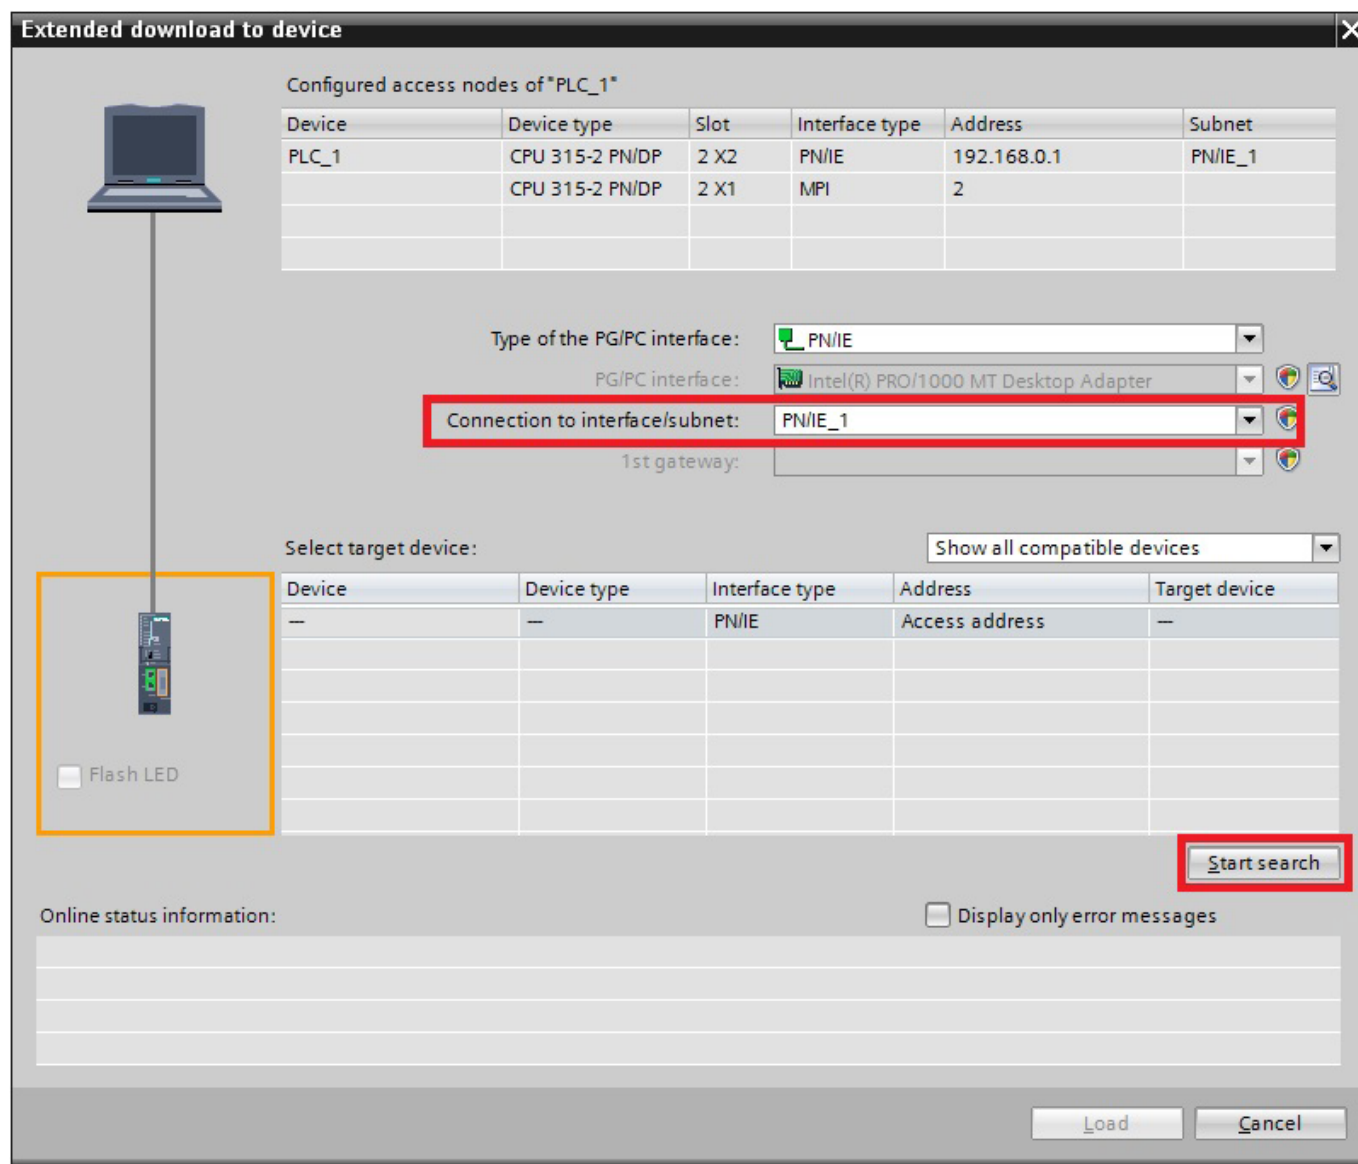 Extended download to device
Configured access nodes of "PLC_1"
Device Device type Slot Interface type Address Subnet
PLC_1 CPU 315-2 PN/DP 2 X2 PN/IE 192.168.0.1 PN/IE_1
CPU 315-2 PN/DP 2 X1 MPI 2
Type of the PG/PC interface: PN/IE
PG/PC interface: Intel(R) PRO/1000 MT Desktop Adapter
Connection to interface/subnet: PN/IE_1
1st gateway:
Select target device: Show all compatible devices
Device Device type Interface type Address Target device
— — PN/IE Access address —
Flash LED
Start search
Online status information: Display only error messages
Load Cancel